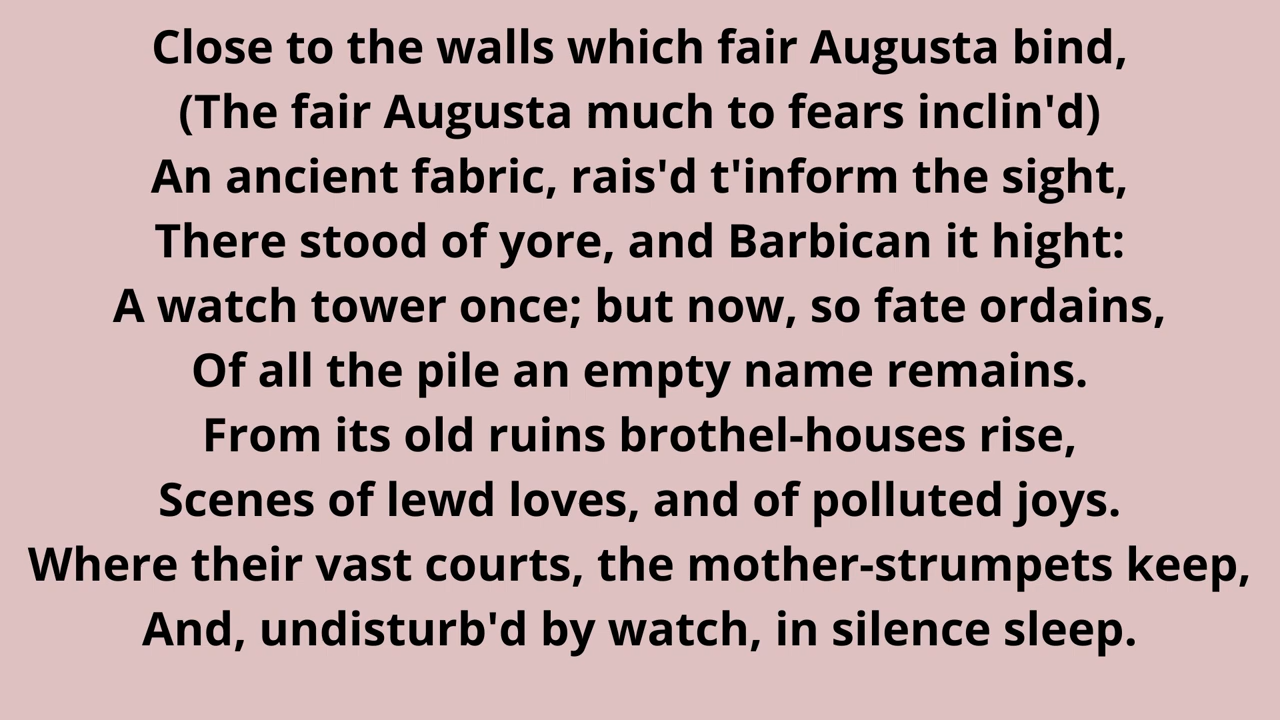 Close to the walls which fair Augusta bind,
(The fair Augusta much to fears inclin'd)
An ancient fabric, rais'd t'inform the sight,
There stood of yore, and Barbican it hight:
A watch tower once; but now, so fate ordains,
Of all the pile an empty name remains.
From its old ruins brothel-houses rise,
Scenes of lewd loves, and of polluted joys.
Where their vast courts, the mother-strumpets keep,
And, undisturb'd by watch, in silence sleep.